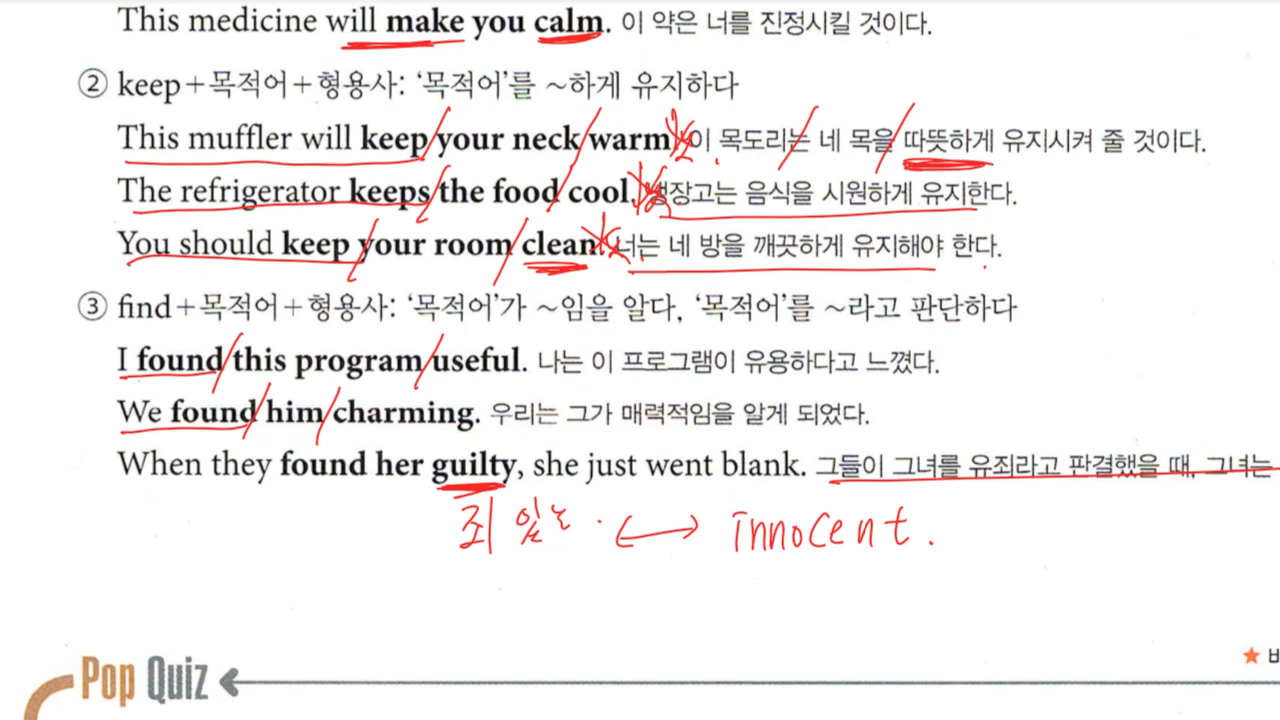 This medicine will make you calm. 이 약은 너를 진정시킬 것이다.
② keep+목적어+형용사: ‘목적어’를 ~하게 유지하다
This muffler will keep your neck warm. 이 목도리는 네 목을 따뜻하게 유지시켜 줄 것이다.
The refrigerator keeps the food cool. 냉장고는 음식을 시원하게 유지한다.
You should keep your room clean. 너는 네 방을 깨끗하게 유지해야 한다.
③ find+목적어+형용사: ‘목적어’가 ~임을 알다, ‘목적어’를 ~라고 판단하다
I found this program useful. 나는 이 프로그램이 유용하다고 느꼈다.
We found him charming. 우리는 그가 매력적임을 알게 되었다.
When they found her guilty, she just went blank. 그들이 그녀를 유죄라고 판결했을 때, 그녀는
죄 있는 . ↔ innocent.
Pop Quiz